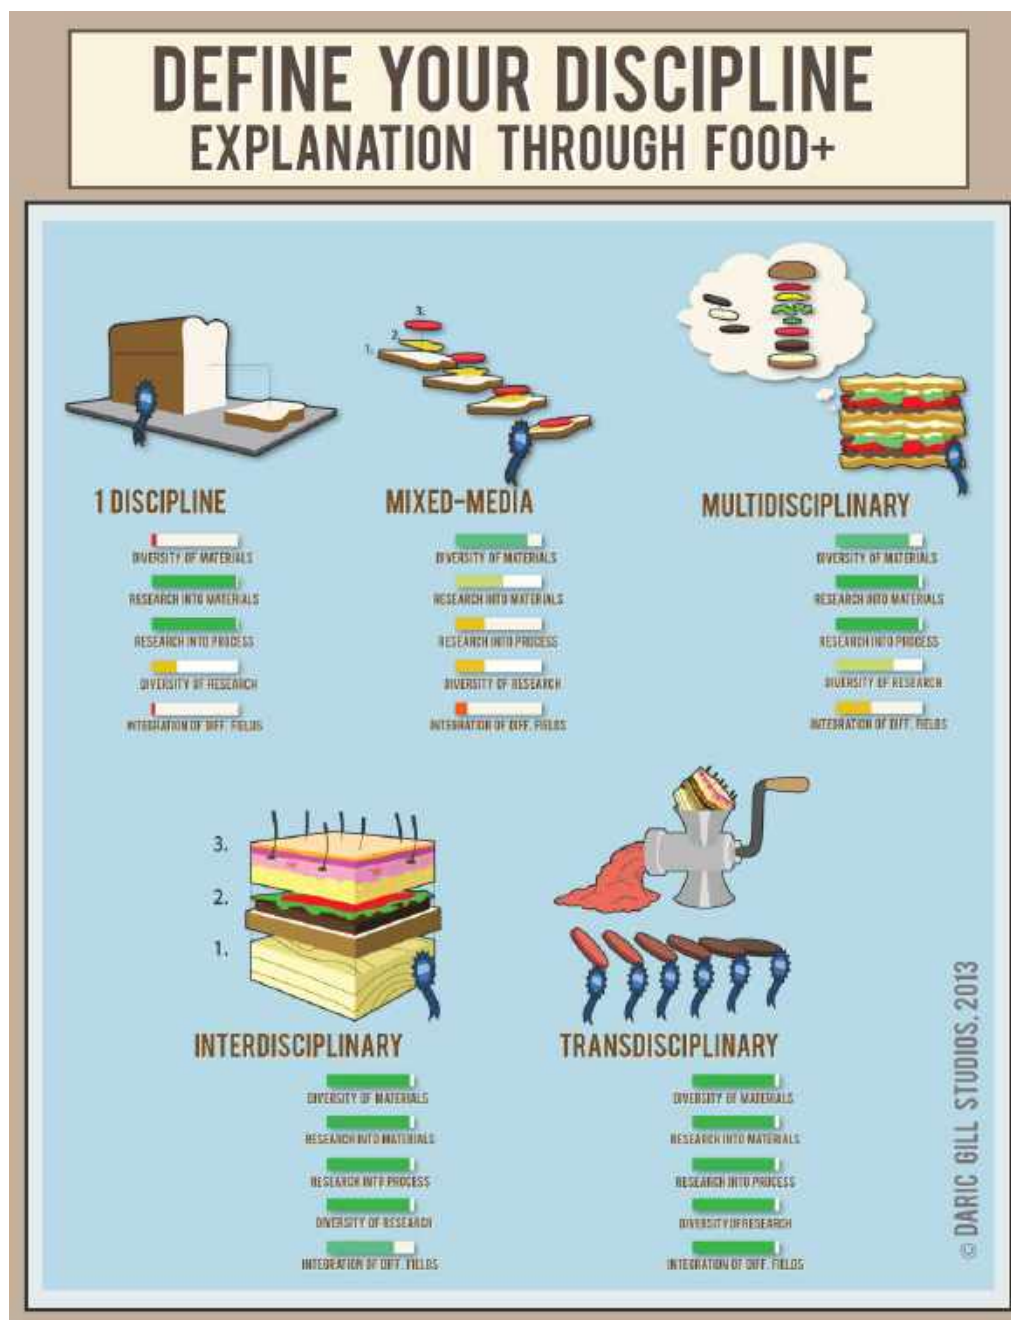 DEFINE YOUR DISCIPLINE
EXPLANATION THROUGH FOOD+
3.
2.
1.
1 DISCIPLINE
DIVERSITY OF MATERIALS
RESEARCH INTO MATERIALS
RESEARCH INTO PROCESS
DIVERSITY OF RESEARCH
INTEGRATION OF DIFF. FIELDS
MIXED-MEDIA
DIVERSITY OF MATERIALS
RESEARCH INTO MATERIALS
RESEARCH INTO PROCESS
DIVERSITY OF RESEARCH
INTEGRATION OF DIFF. FIELDS
MULTIDISCIPLINARY
DIVERSITY OF MATERIALS
RESEARCH INTO MATERIALS
RESEARCH INTO PROCESS
DIVERSITY OF RESEARCH
INTEGRATION OF DIFF. FIELDS
3.
2.
1.
INTERDISCIPLINARY
DIVERSITY OF MATERIALS
RESEARCH INTO MATERIALS
RESEARCH INTO PROCESS
DIVERSITY OF RESEARCH
INTEGRATION OF DIFF. FIELDS
TRANSDISCIPLINARY
DIVERSITY OF MATERIALS
RESEARCH INTO MATERIALS
RESEARCH INTO PROCESS
DIVERSITY OF RESEARCH
INTEGRATION OF DIFF. FIELDS
© DARIC GILL STUDIOS, 2013